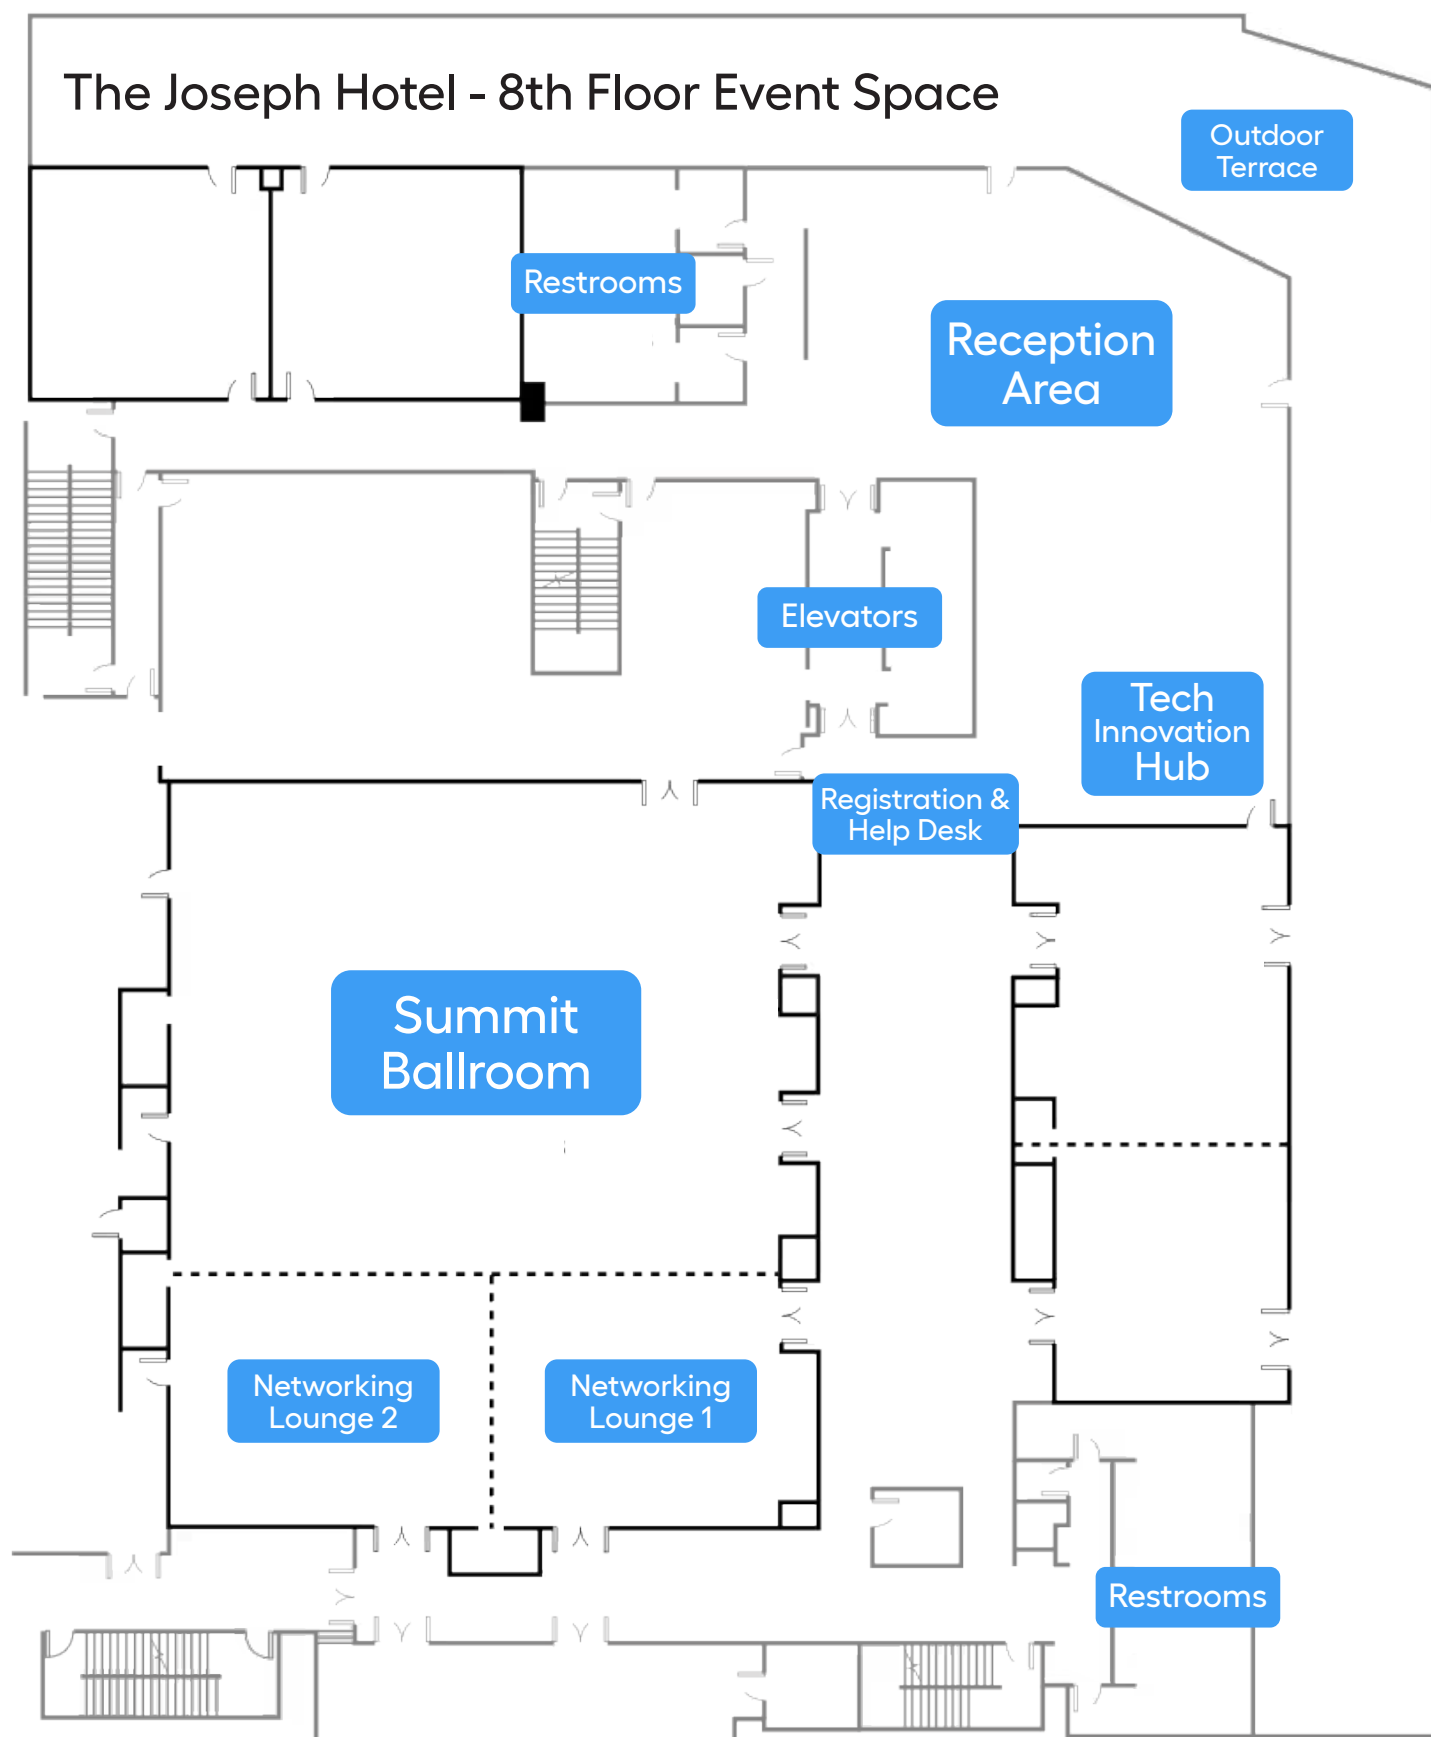 The Joseph Hotel - 8th Floor Event Space
Outdoor
Terrace
Restrooms
Reception
Area
Elevators
Tech
Innovation
Hub
Registration &
Help Desk
Summit
Ballroom
Networking
Lounge 2
Networking
Lounge 1
Restrooms